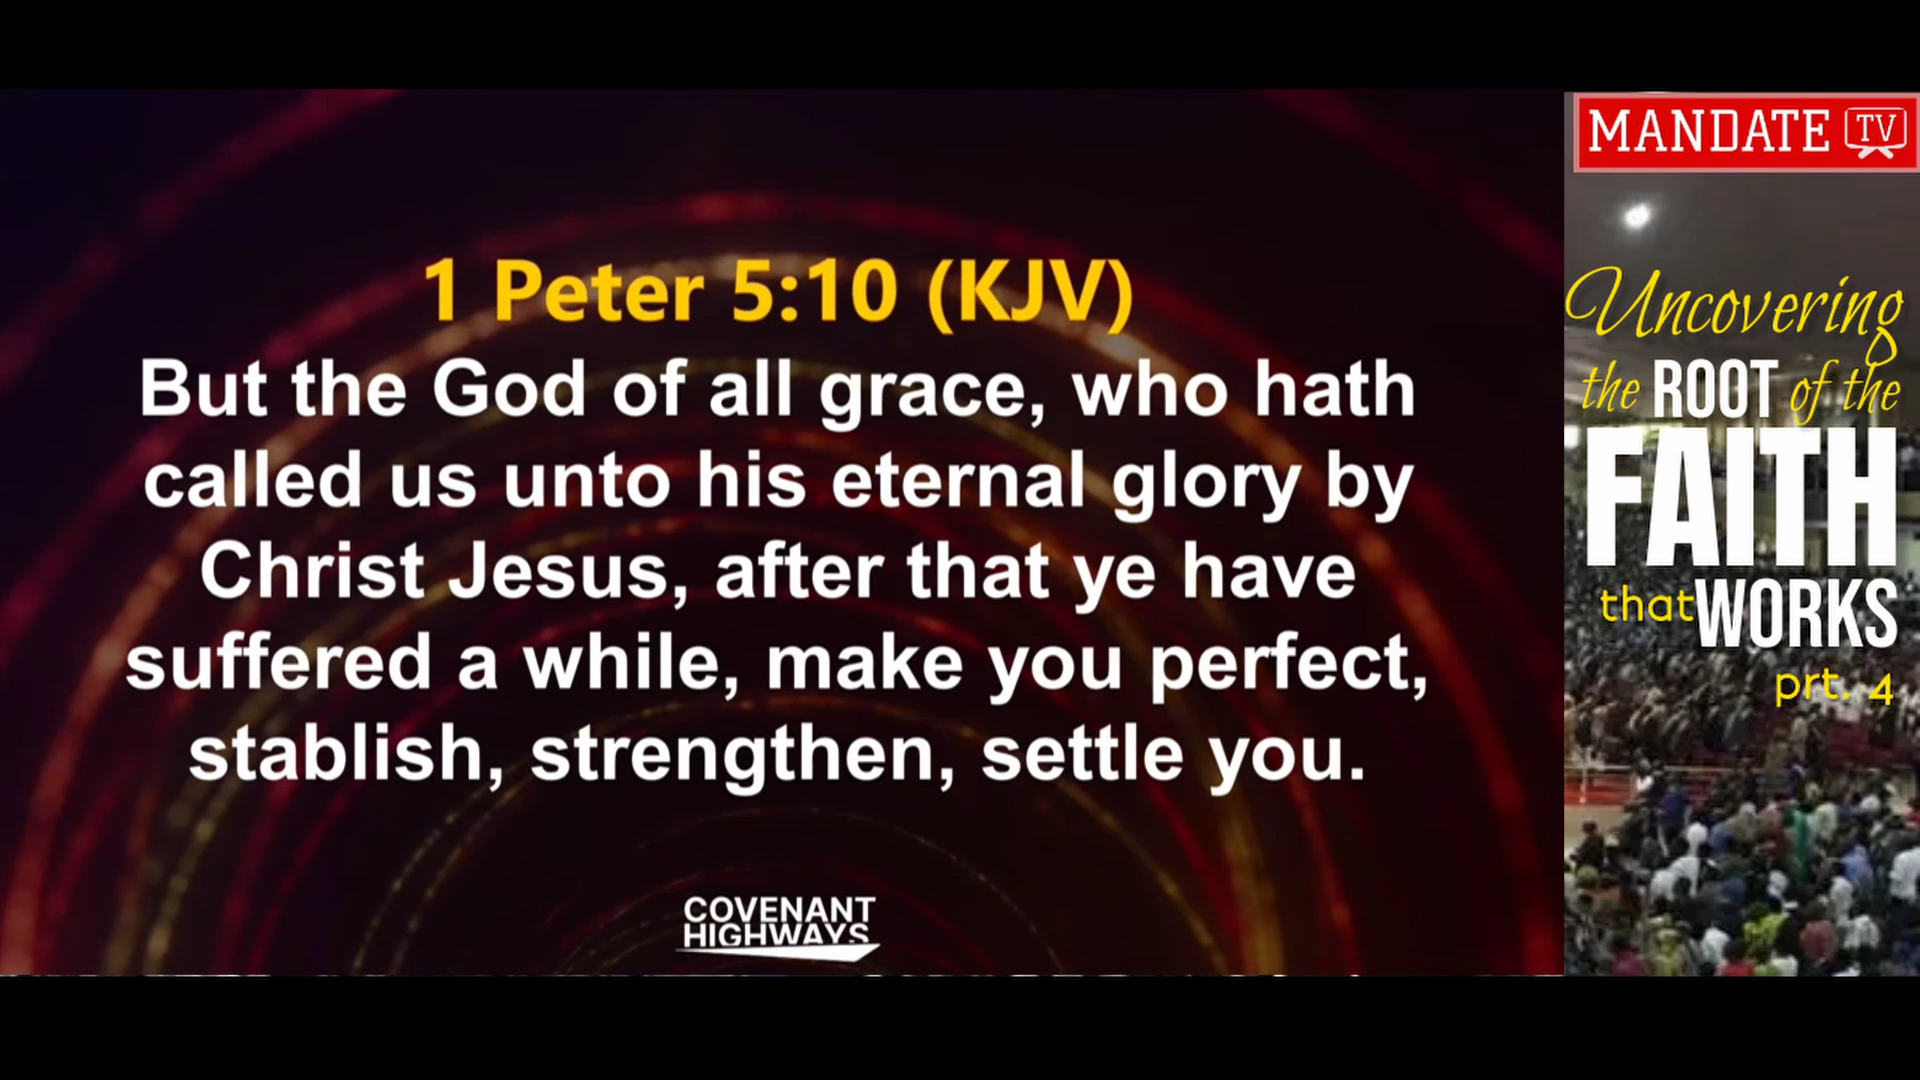 1 Peter 5:10 (KJV)
But the God of all grace, who hath
called us unto his eternal glory by
Christ Jesus, after that ye have
suffered a while, make you perfect,
stablish, strengthen, settle you.
COVENANT
HIGHWAYS
MANDATE TV
Uncovering
the ROOT of the
FAITH
that WORKS
prt. 4